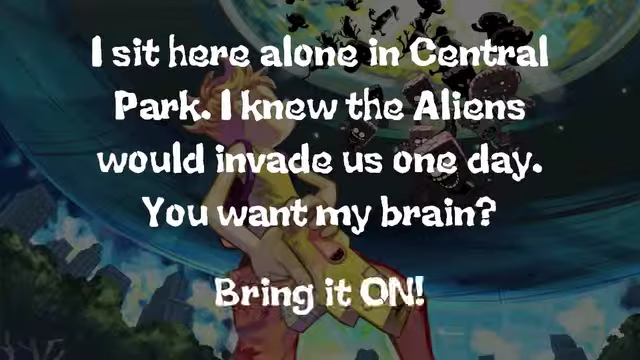 I sit here alone in Central
Park. I knew the Aliens
would invade us one day.
You want my brain?
Bring it ON!